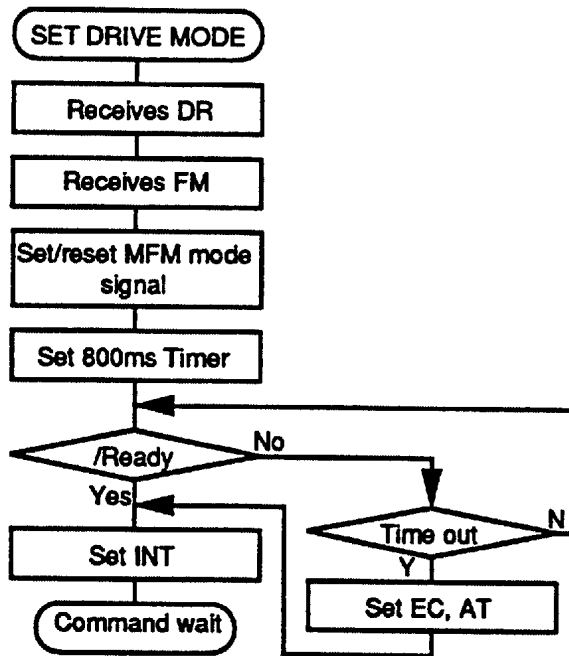 SET DRIVE MODE
Receives DR
Receives FM
Set/reset MFM mode
signal
Set 800ms Timer
/Ready
No
Yes
Time out
N
Y
Set INT
Set EC, AT
Command wait